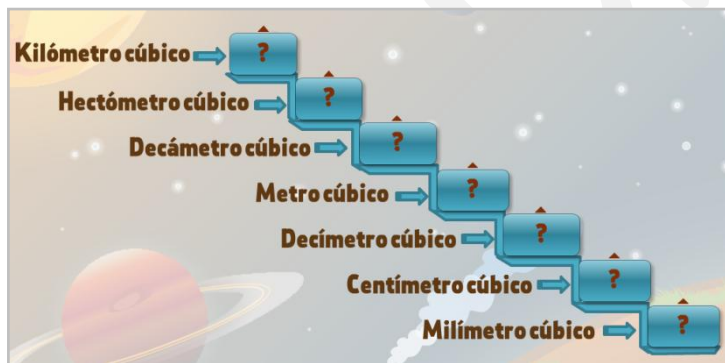 Kilómetro cúbico ?
Hectómetro cúbico ?
Decámetro cúbico ?
Metro cúbico ?
Decímetro cúbico ?
Centímetro cúbico ?
Milímetro cúbico ?